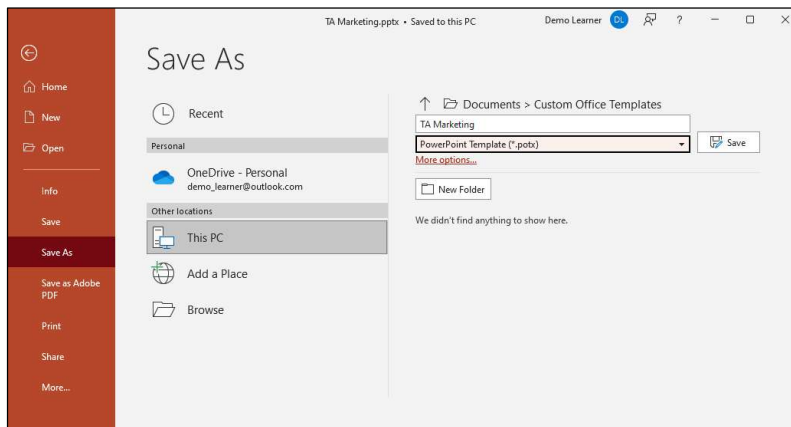 TA Marketing.pptx • Saved to this PC
Demo Learner
DL
?
Home
New
Open
Info
Save
Save As
Save as Adobe
PDF
Print
Share
More...
Save As
Recent
Personal
OneDrive - Personal
demo_learner@outlook.com
Other locations
This PC
Add a Place
Browse
Documents > Custom Office Templates
TA Marketing
PowerPoint Template (*.potx)
Save
More options...
New Folder
We didn't find anything to show here.